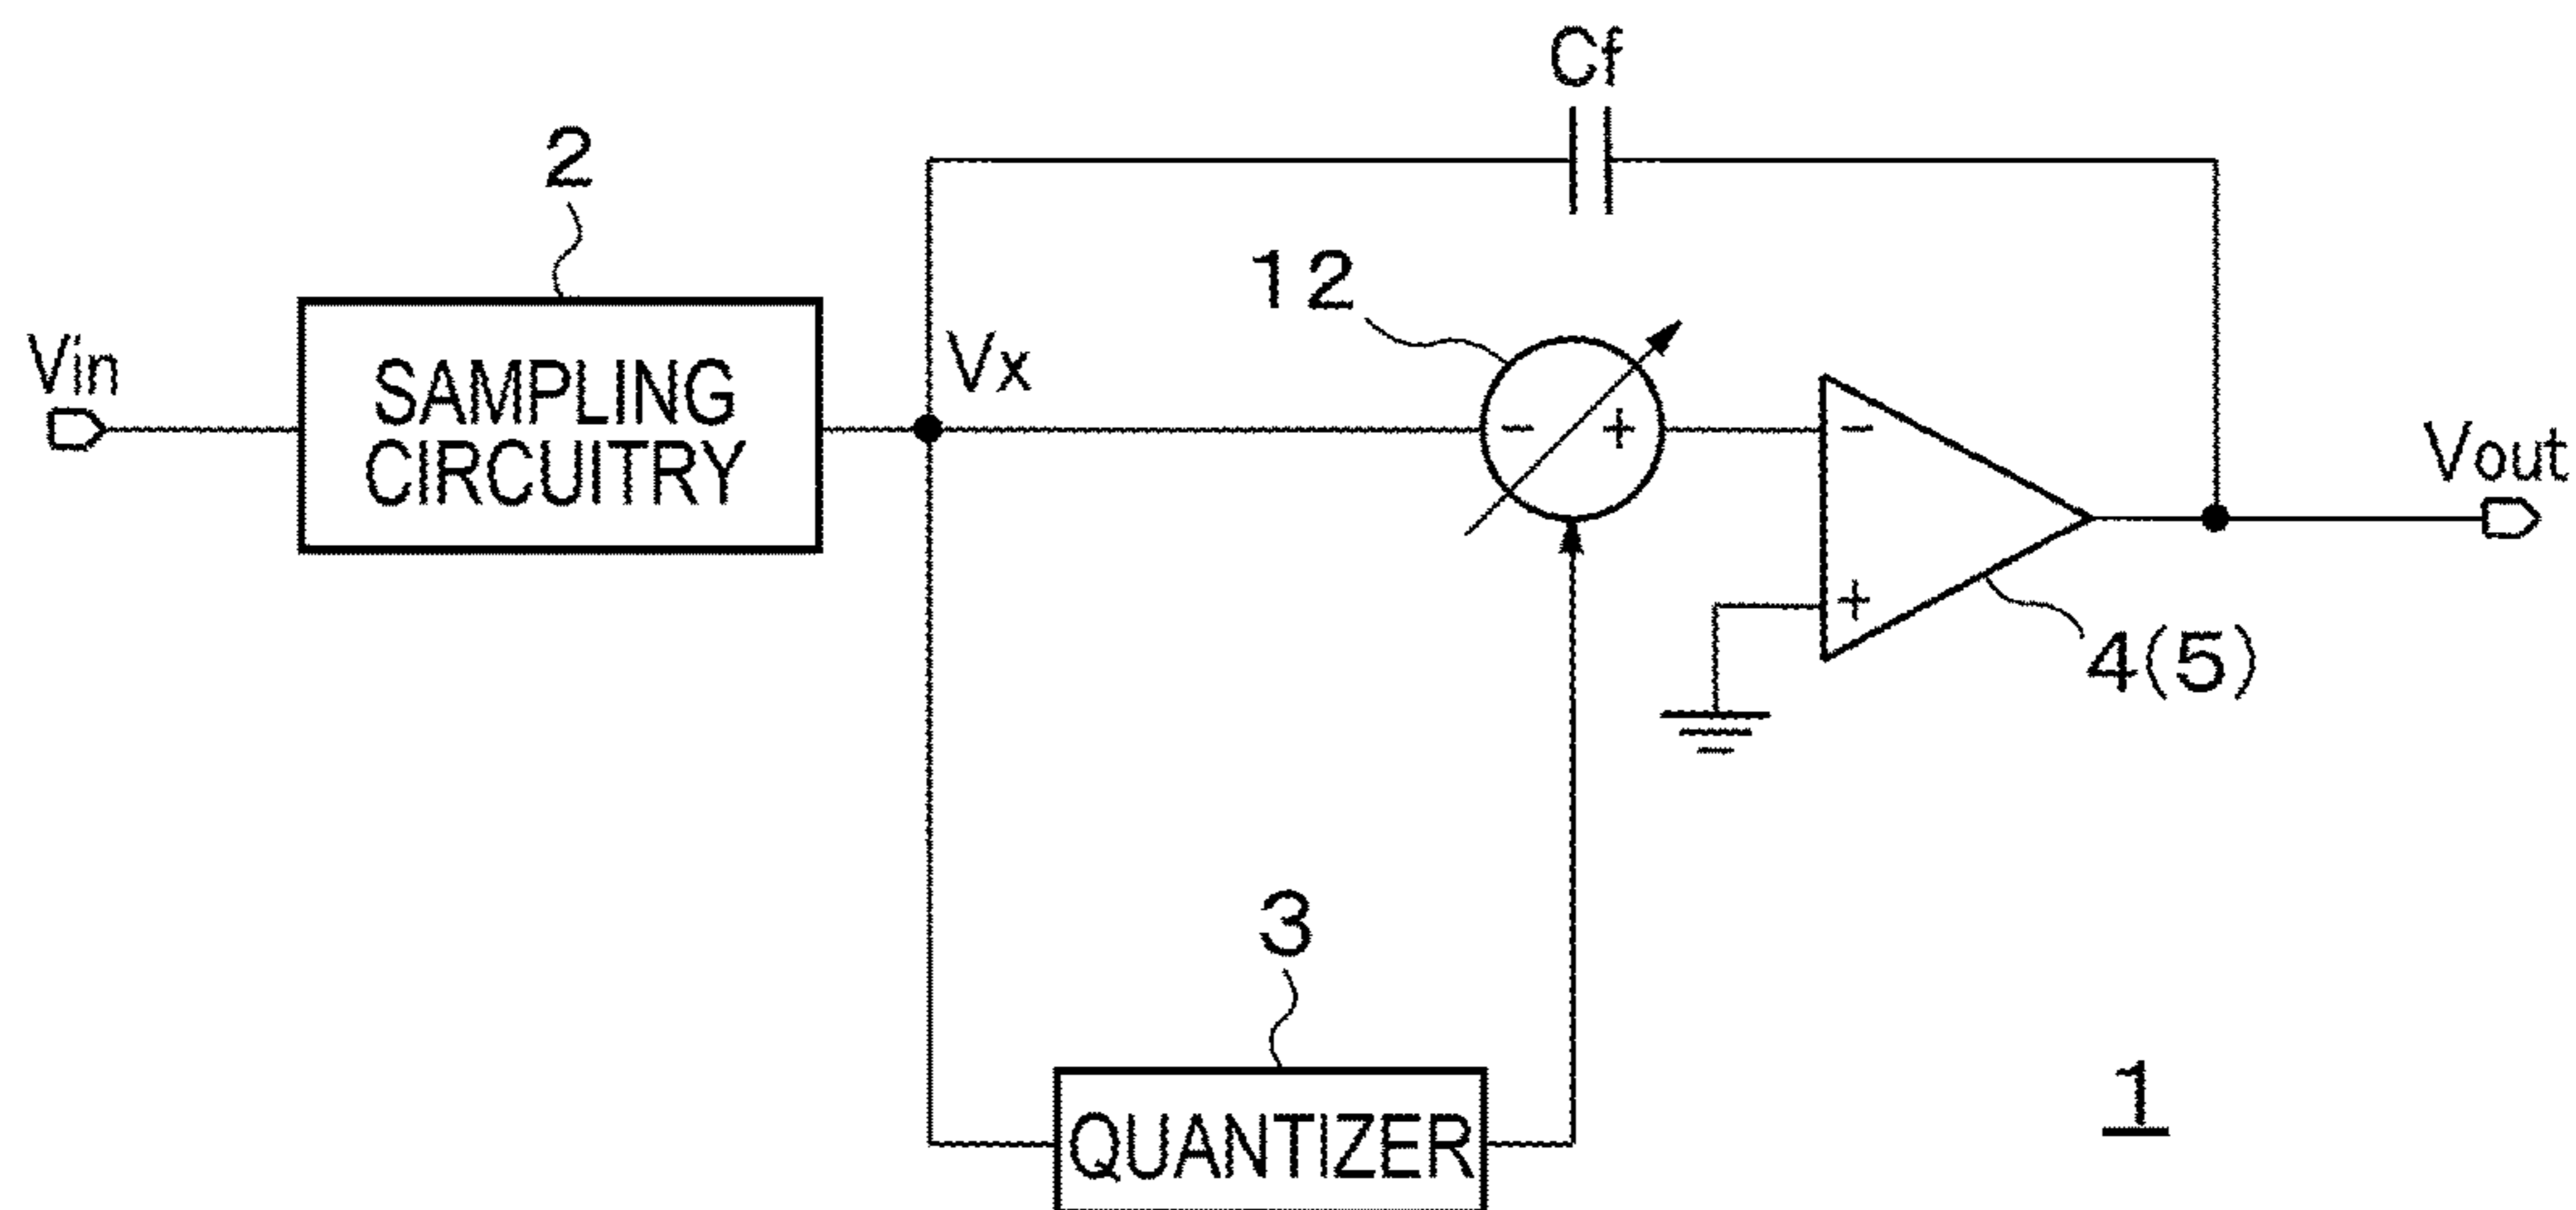 Cf
2
12
Vin
SAMPLING
CIRCUITRY
Vx
- +
-
+
Vout
4(5)
3
QUANTIZER
1